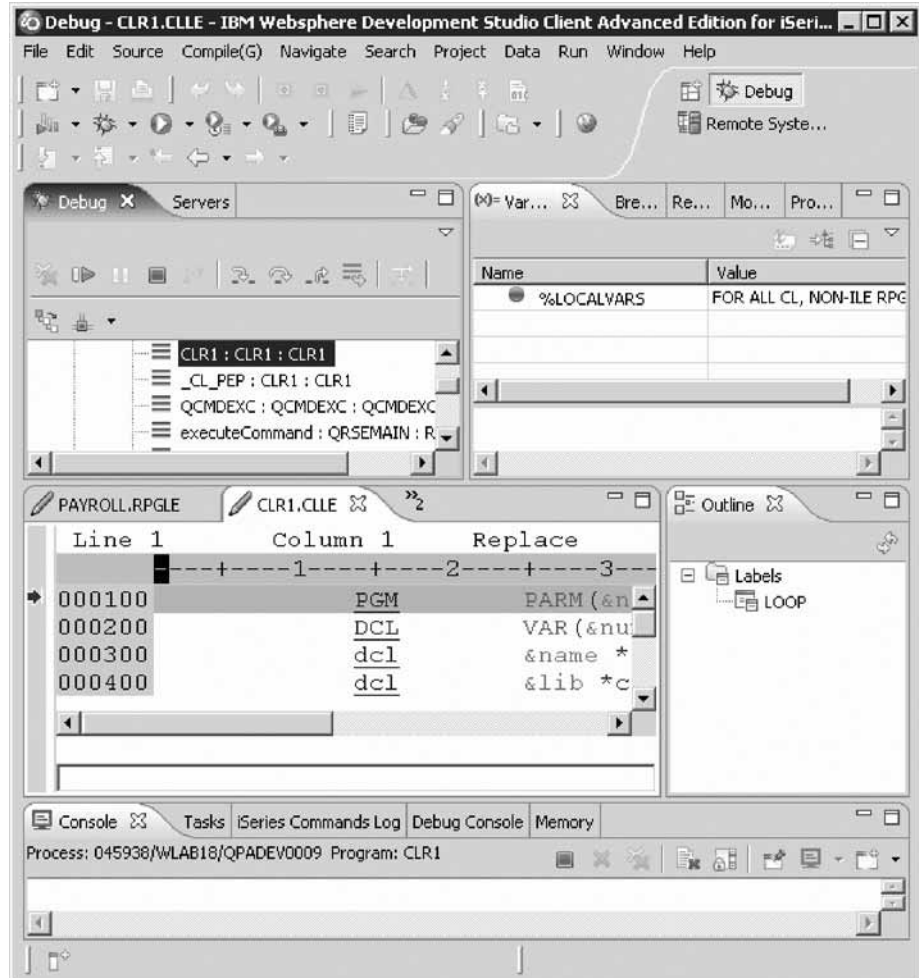 Debug - CLR1.CLLE - IBM Websphere Development Studio Client Advanced Edition for iSeri...
File Edit Source Compile(G) Navigate Search Project Data Run Window Help
Debug
Remote Syste...
Debug Servers
(x)= Var... Bre... Re... Mo... Pro...
Name Value
%LOCALVARS FOR ALL CL, NON-ILE RPG
CLR1 : CLR1 : CLR1
_CL_PEP : CLR1 : CLR1
QCMDEXC : QCMDEXC : QCMDEXC
executeCommand : QRSEMAIN : R
PAYROLL.RPGLE CLR1.CLLE »2
Outline
Line 1 Column 1 Replace
----+----1----+----2----+----3---
000100 PGM PARM(&n
000200 DCL VAR(&nu
000300 dcl &name *
000400 dcl &lib *c
Labels
LOOP
Console Tasks iSeries Commands Log Debug Console Memory
Process: 045938/WLAB18/QPADEV0009 Program: CLR1